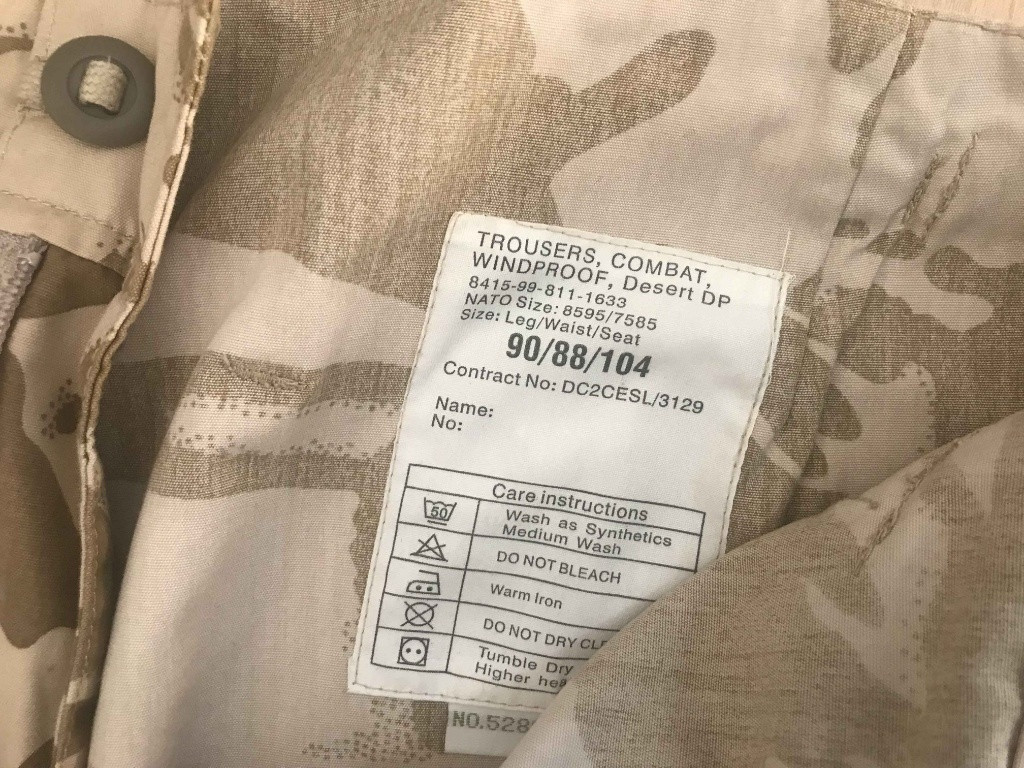 TROUSERS, COMBAT,
WINDPROOF, Desert DP
8415-99-811-1633
NATO Size: 8595/7585
Size: Leg/Waist/Seat
90/88/104
Contract No: DC2CESL/3129
Name:
No:
Care instructions
50
Wash as Synthetics
Medium Wash
DO NOT BLEACH
Warm Iron
DO NOT DRY
Tumble Dry
Higher